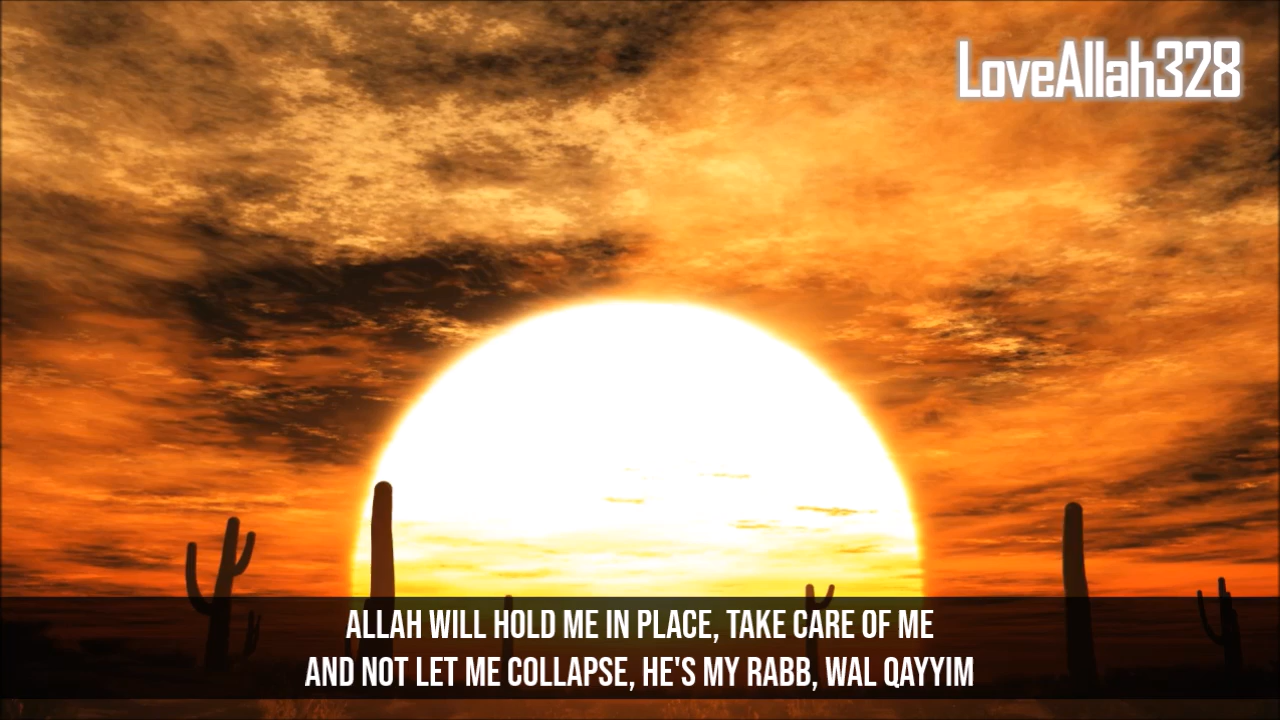 LoveAllah328
ALLAH WILL HOLD ME IN PLACE, TAKE CARE OF ME
AND NOT LET ME COLLAPSE, HE'S MY RABB, WAL QAYYIM